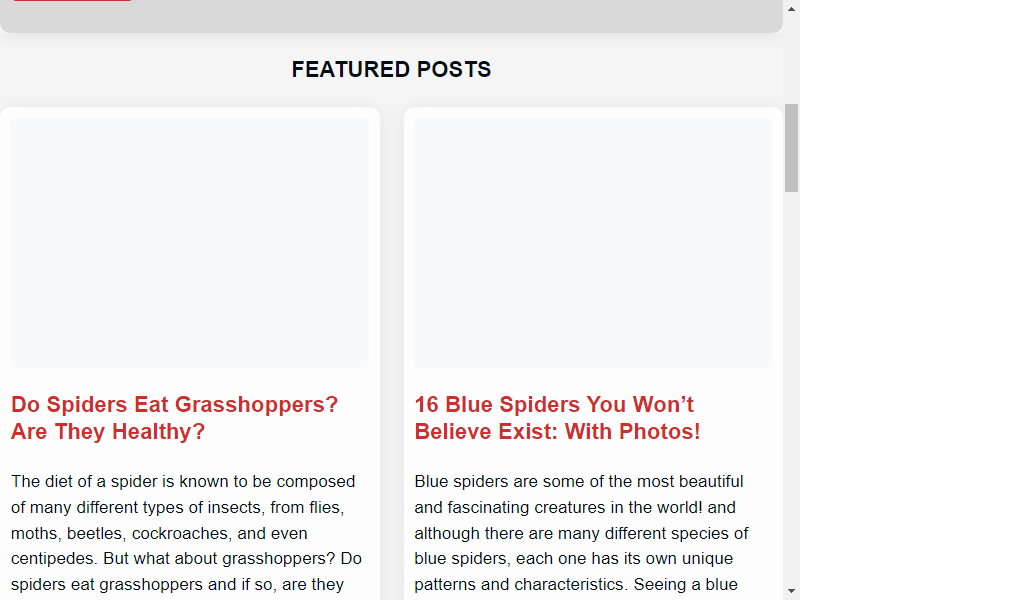 FEATURED POSTS
Do Spiders Eat Grasshoppers?
Are They Healthy?
The diet of a spider is known to be composed
of many different types of insects, from flies,
moths, beetles, cockroaches, and even
centipedes. But what about grasshoppers? Do
spiders eat grasshoppers and if so, are they
16 Blue Spiders You Won’t
Believe Exist: With Photos!
Blue spiders are some of the most beautiful
and fascinating creatures in the world! and
although there are many different species of
blue spiders, each one has its own unique
patterns and characteristics. Seeing a blue